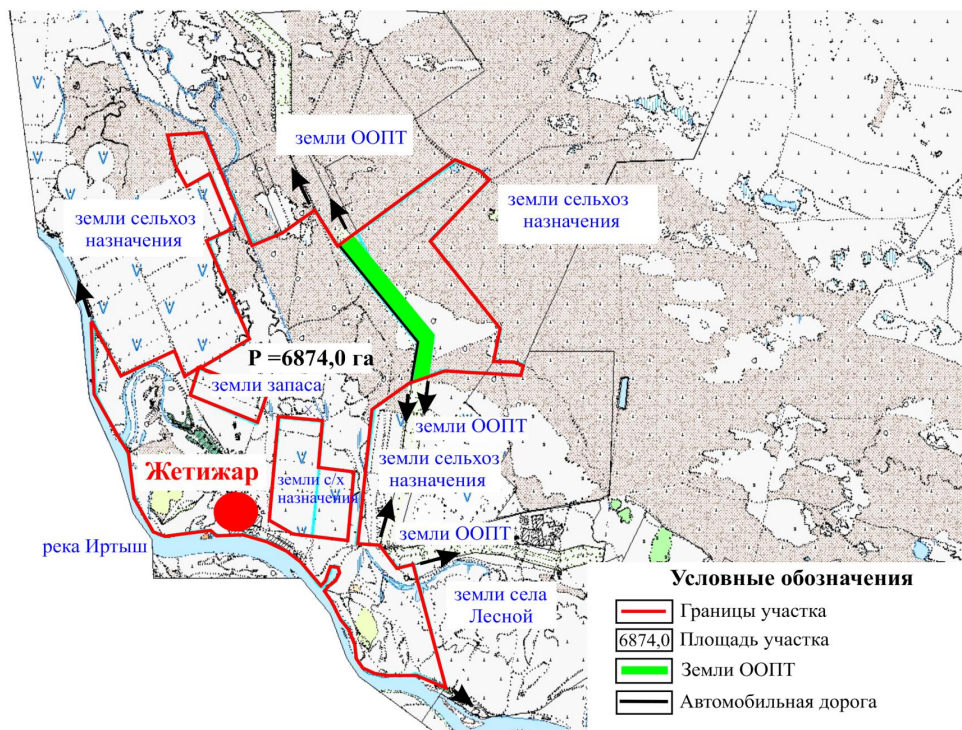 земли ООПТ
земли сельхоз
назначения
земли сельхоз
назначения
P =6874,0 га
земли запаса
земли ООПТ
Жетижар
земли сельхоз
назначения
земли с/х
назначения
река Иртыш
земли ООПТ
земли села
Лесной
Условные обозначения
Границы участка
6874,0 Площадь участка
Земли ООПТ
Автомобильная дорога